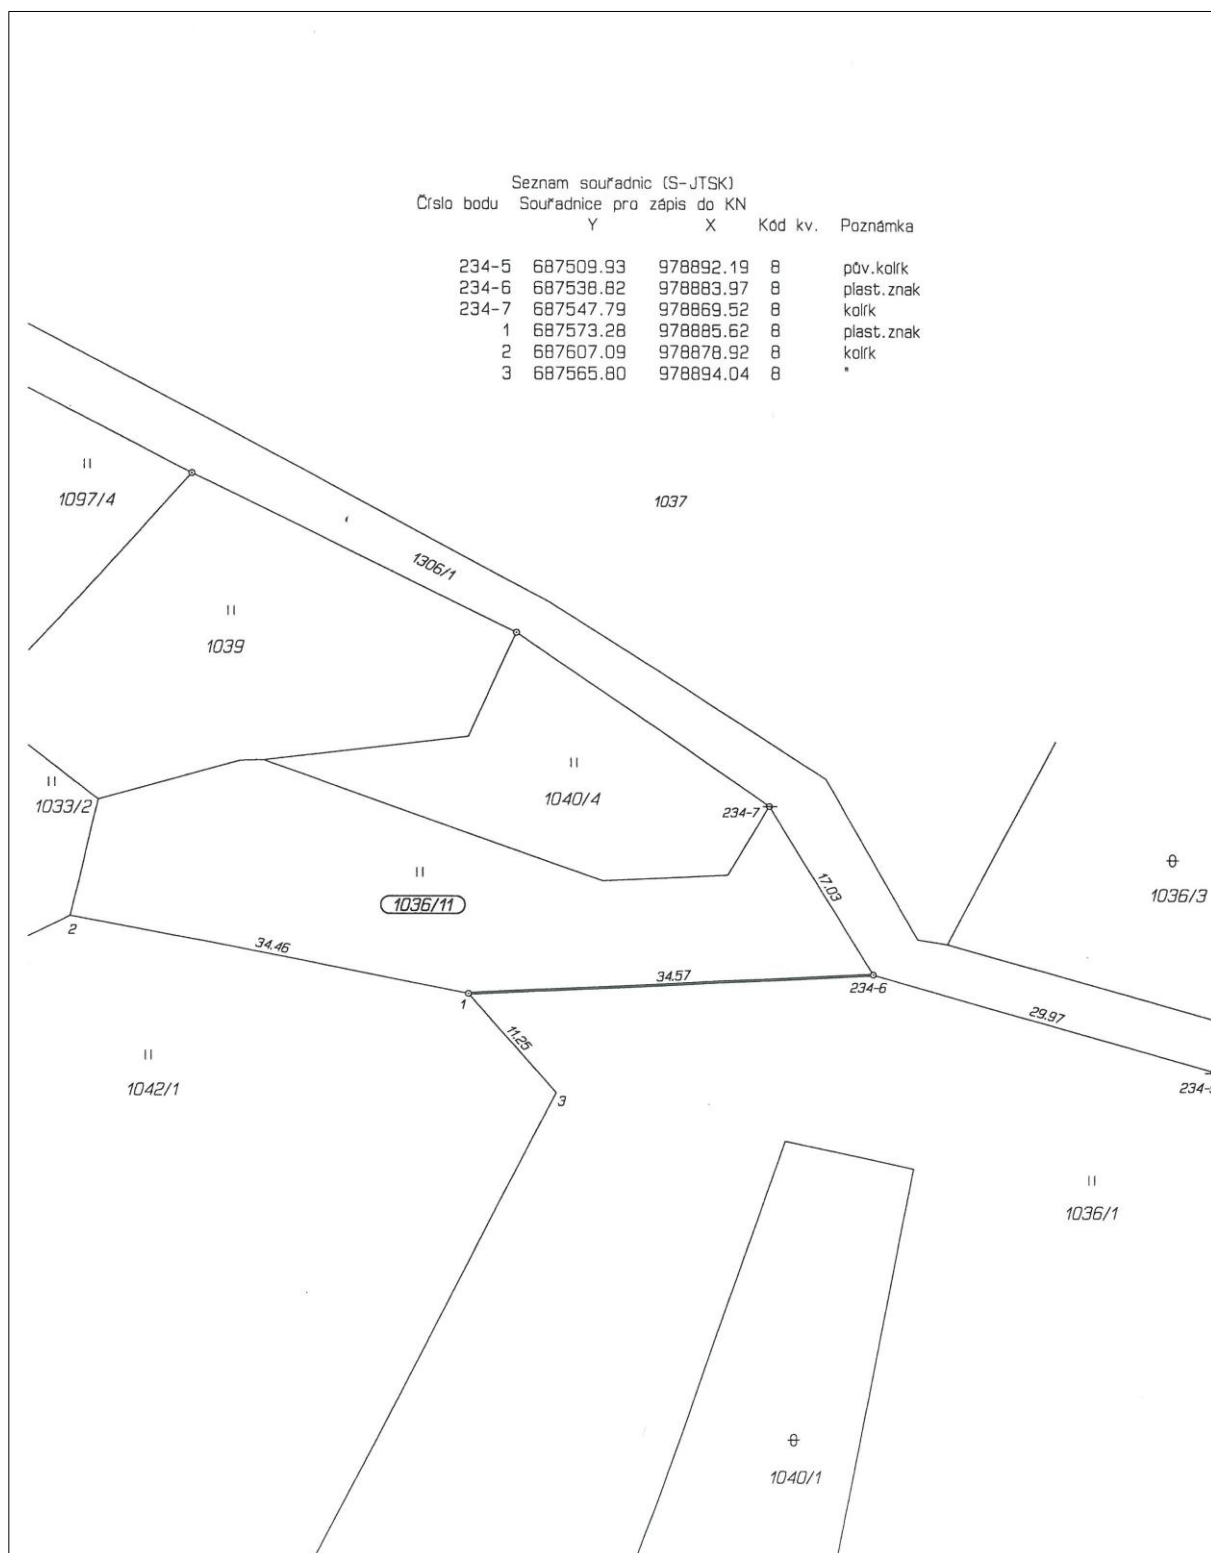 Seznam souřadnic (S-JTSK)
Číslo bodu Souřadnice pro zápis do KN
Y X Kód kv. Poznámka
234-5 687509.93 978892.19 8 pův.kolík
234-6 687538.82 978883.97 8 plast.znak
234-7 687547.79 978869.52 8 kolík
1 687573.28 978885.62 8 plast.znak
2 687607.09 978878.92 8 kolík
3 687565.80 978894.04 8 "
1097/4
1037
1306/1
1039
1033/2
1040/4
234-7
17.03
1036/3
1036/11
2
34.46
34.57
1
234-6
29.97
11.25
3
234-5
1042/1
1036/1
1040/1